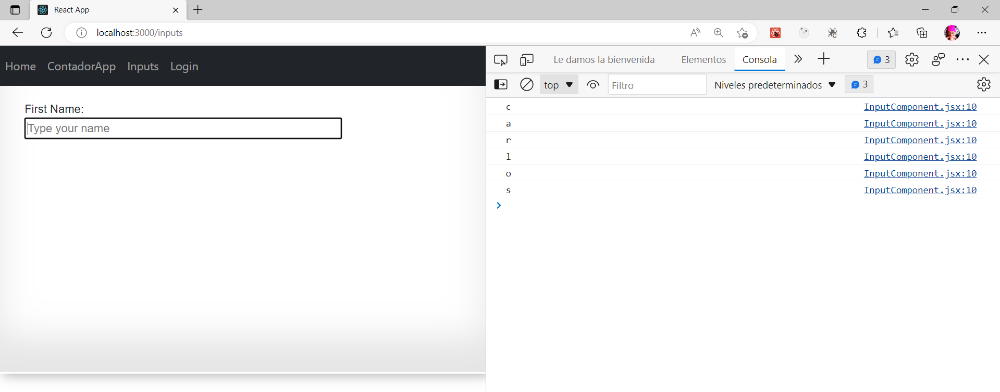 React App
localhost:3000/inputs
Home ContadorApp Inputs Login
First Name:
Type your name
Le damos la bienvenida Elementos Consola 3
top Filtro Niveles predeterminados 3
c InputComponent.jsx:10
a InputComponent.jsx:10
r InputComponent.jsx:10
l InputComponent.jsx:10
o InputComponent.jsx:10
s InputComponent.jsx:10